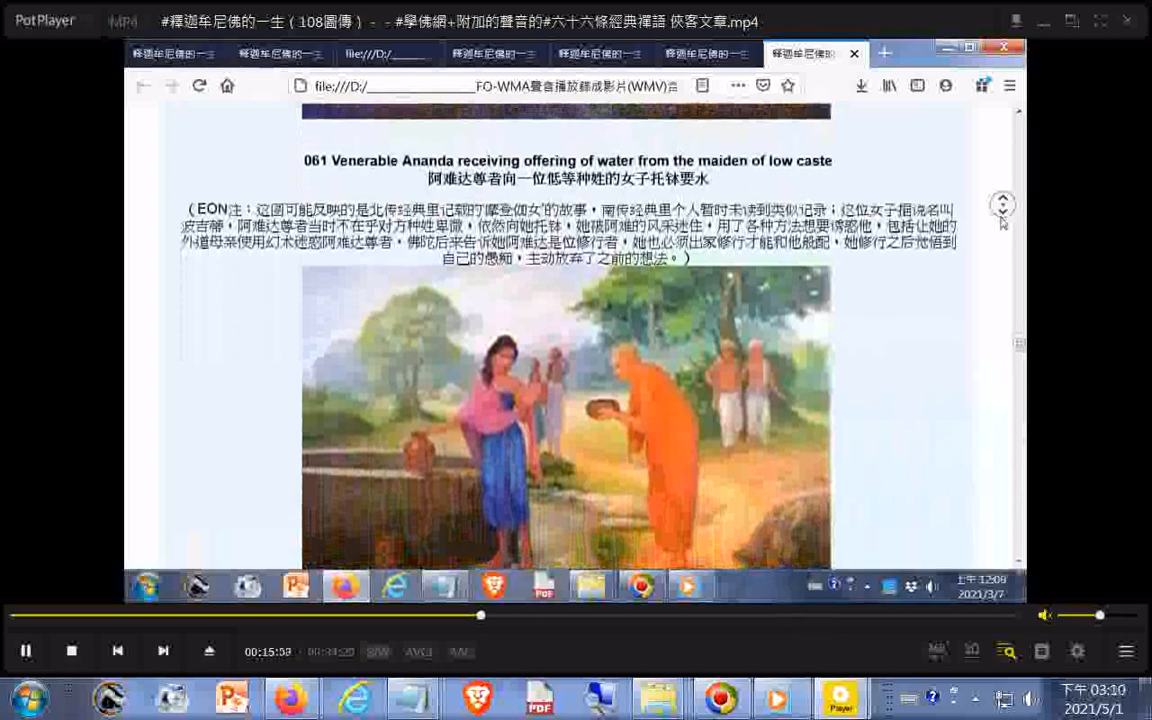 PotPlayer
MP4
#釋迦牟尼佛的一生（108圖傳）- - #學佛網+附加的聲音的#六十六條經典禪語 俠客文章.mp4
釋迦牟尼佛的一生 釋迦牟尼佛的一生 file:///D:/______ 釋迦牟尼佛的一生 釋迦牟尼佛的一生 釋迦牟尼佛的一生 釋迦牟尼佛的
file:///D:/____________________FO-WMA聲音播放錄成影片(WMV)
061 Venerable Ananda receiving offering of water from the maiden of low caste
阿难达尊者向一位低等种姓的女子托钵要水
（EON注：这图可能反映的是北传经典里记载的'摩登伽女'的故事，南传经典里个人暂时未读到类似记录；这位女子据说名叫
波吉蒂，阿难达尊者当时不在乎对方种姓卑微，依然向她托钵，她被阿难的风采迷住，用了各种方法想要诱惑他，包括让她的
外道母亲使用幻术迷惑阿难达尊者，佛陀后来告诉她阿难达是位修行者，她也必须出家修行才能和他般配，她修行之后觉悟到
自己的愚痴，主动放弃了之前的想法。）
上午 12:09
2021/3/7
下午 03:10
2021/5/1